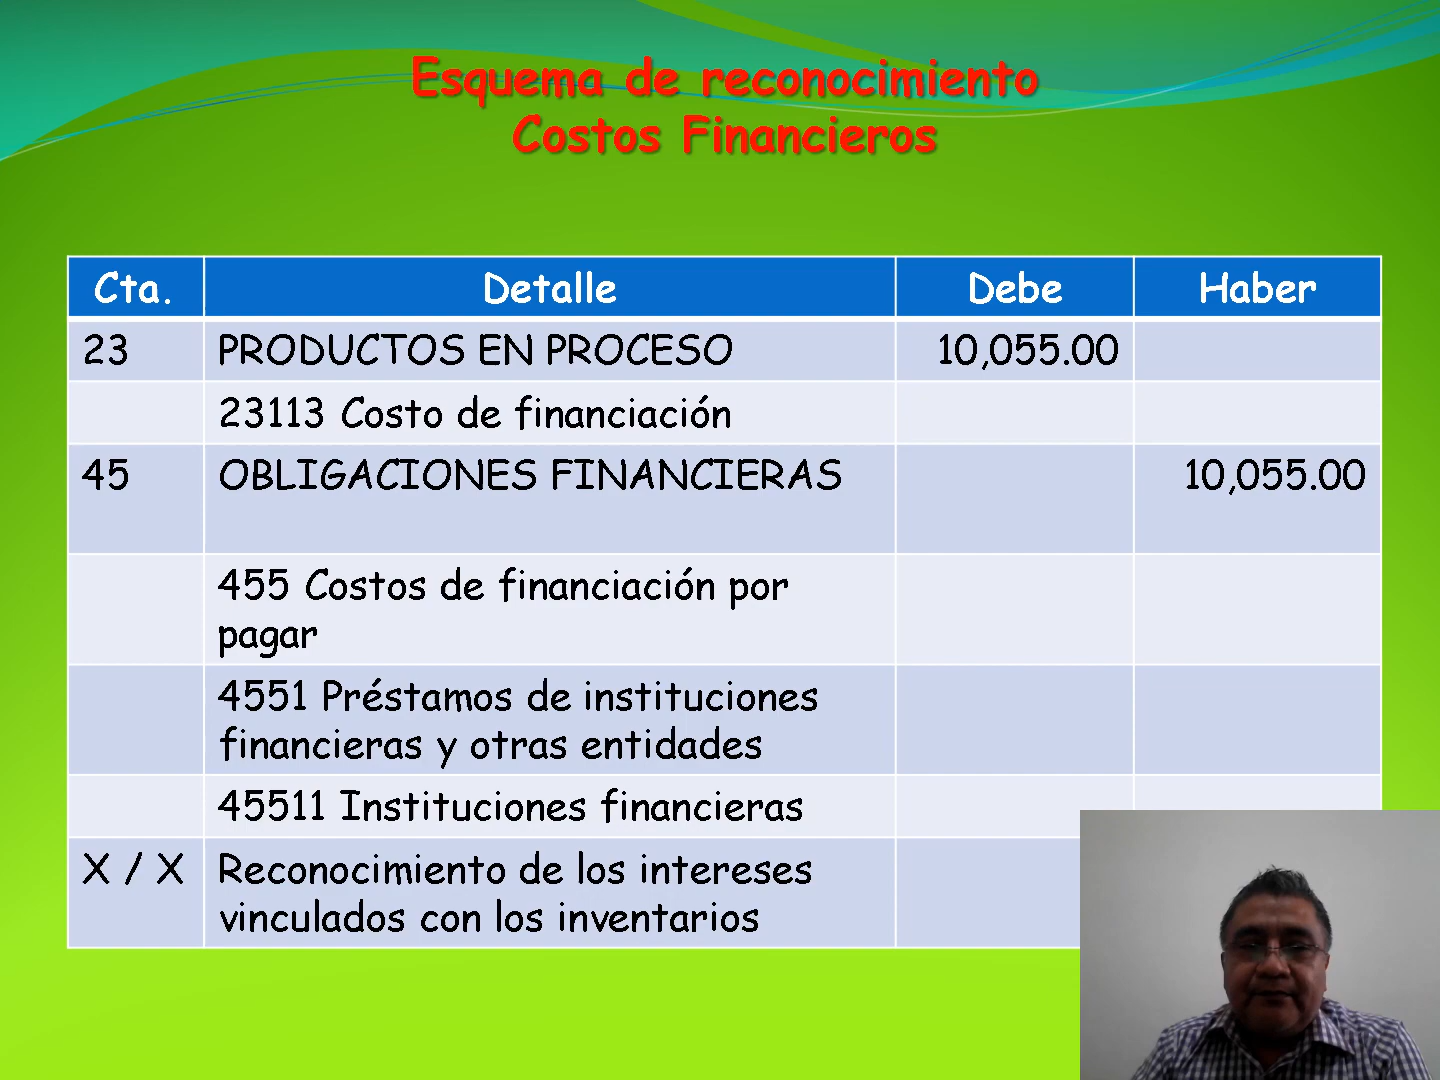 Esquema de reconocimiento
Costos Financieros
Cta. Detalle Debe Haber
23 PRODUCTOS EN PROCESO 10,055.00
23113 Costo de financiación
45 OBLIGACIONES FINANCIERAS 10,055.00
455 Costos de financiación por
pagar
4551 Préstamos de instituciones
financieras y otras entidades
45511 Instituciones financieras
X / X Reconocimiento de los intereses
vinculados con los inventarios